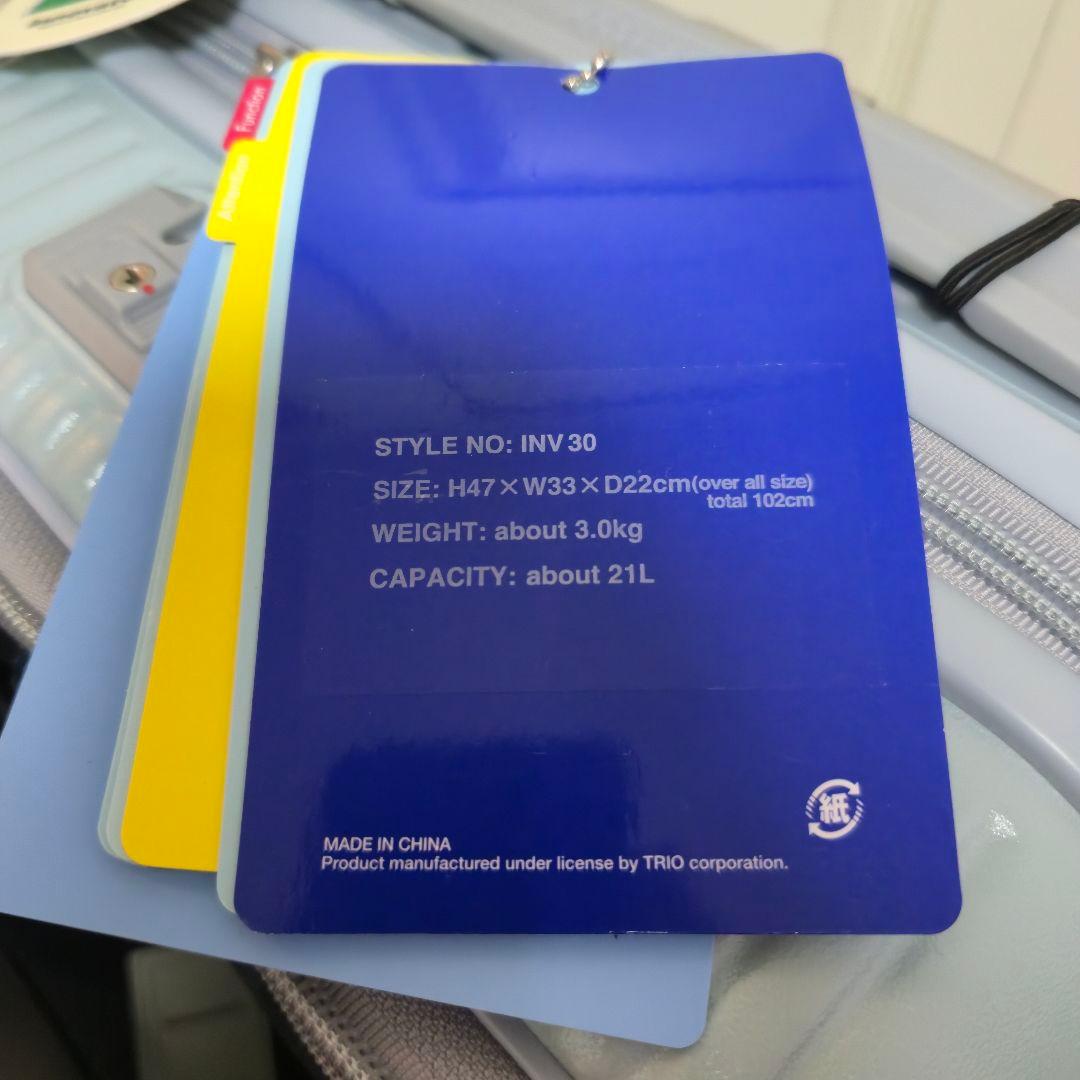 Function
Attention
STYLE NO: INV30
SIZE: H47×W33×D22cm(over all size)
total 102cm
WEIGHT: about 3.0kg
CAPACITY: about 21L
紙
MADE IN CHINA
Product manufactured under license by TRIO corporation.